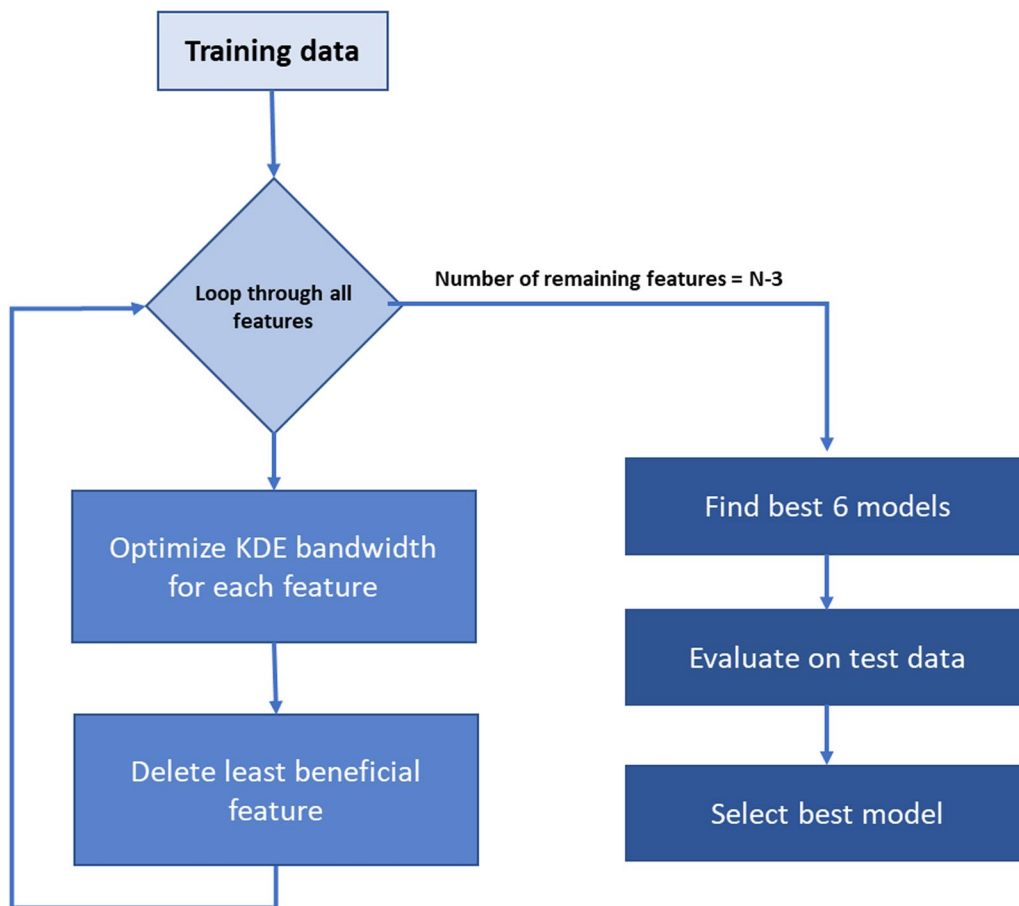 Training data
Loop through all
features
Number of remaining features = N-3
Optimize KDE bandwidth
for each feature
Delete least beneficial
feature
Find best 6 models
Evaluate on test data
Select best model